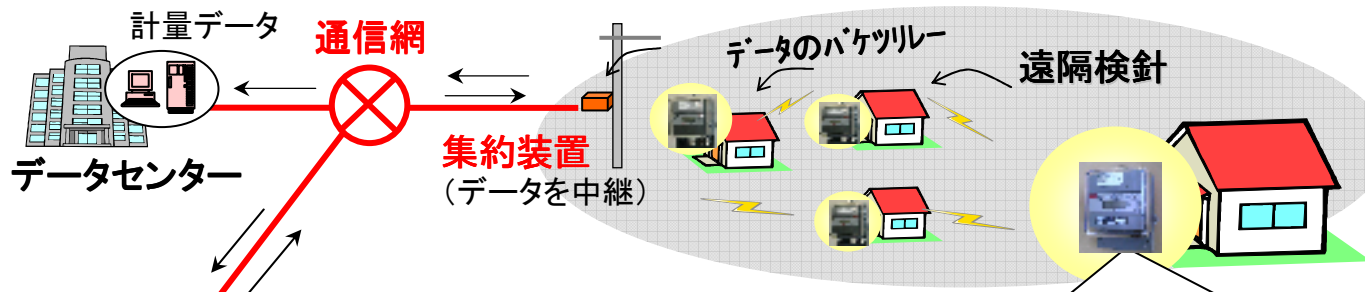 計量データ
通信網
データのバケツリレー
遠隔検針
集約装置
（データを中継）
データセンター